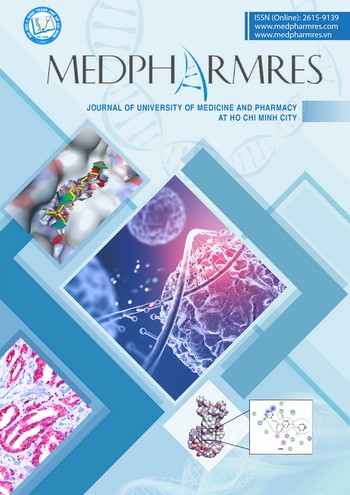 ISSN (Online): 2615-9139
www.medpharmres.com
www.medpharmres.vn
MEDPHARMRES
JOURNAL OF UNIVERSITY OF MEDICINE AND PHARMACY
AT HO CHI MINH CITY